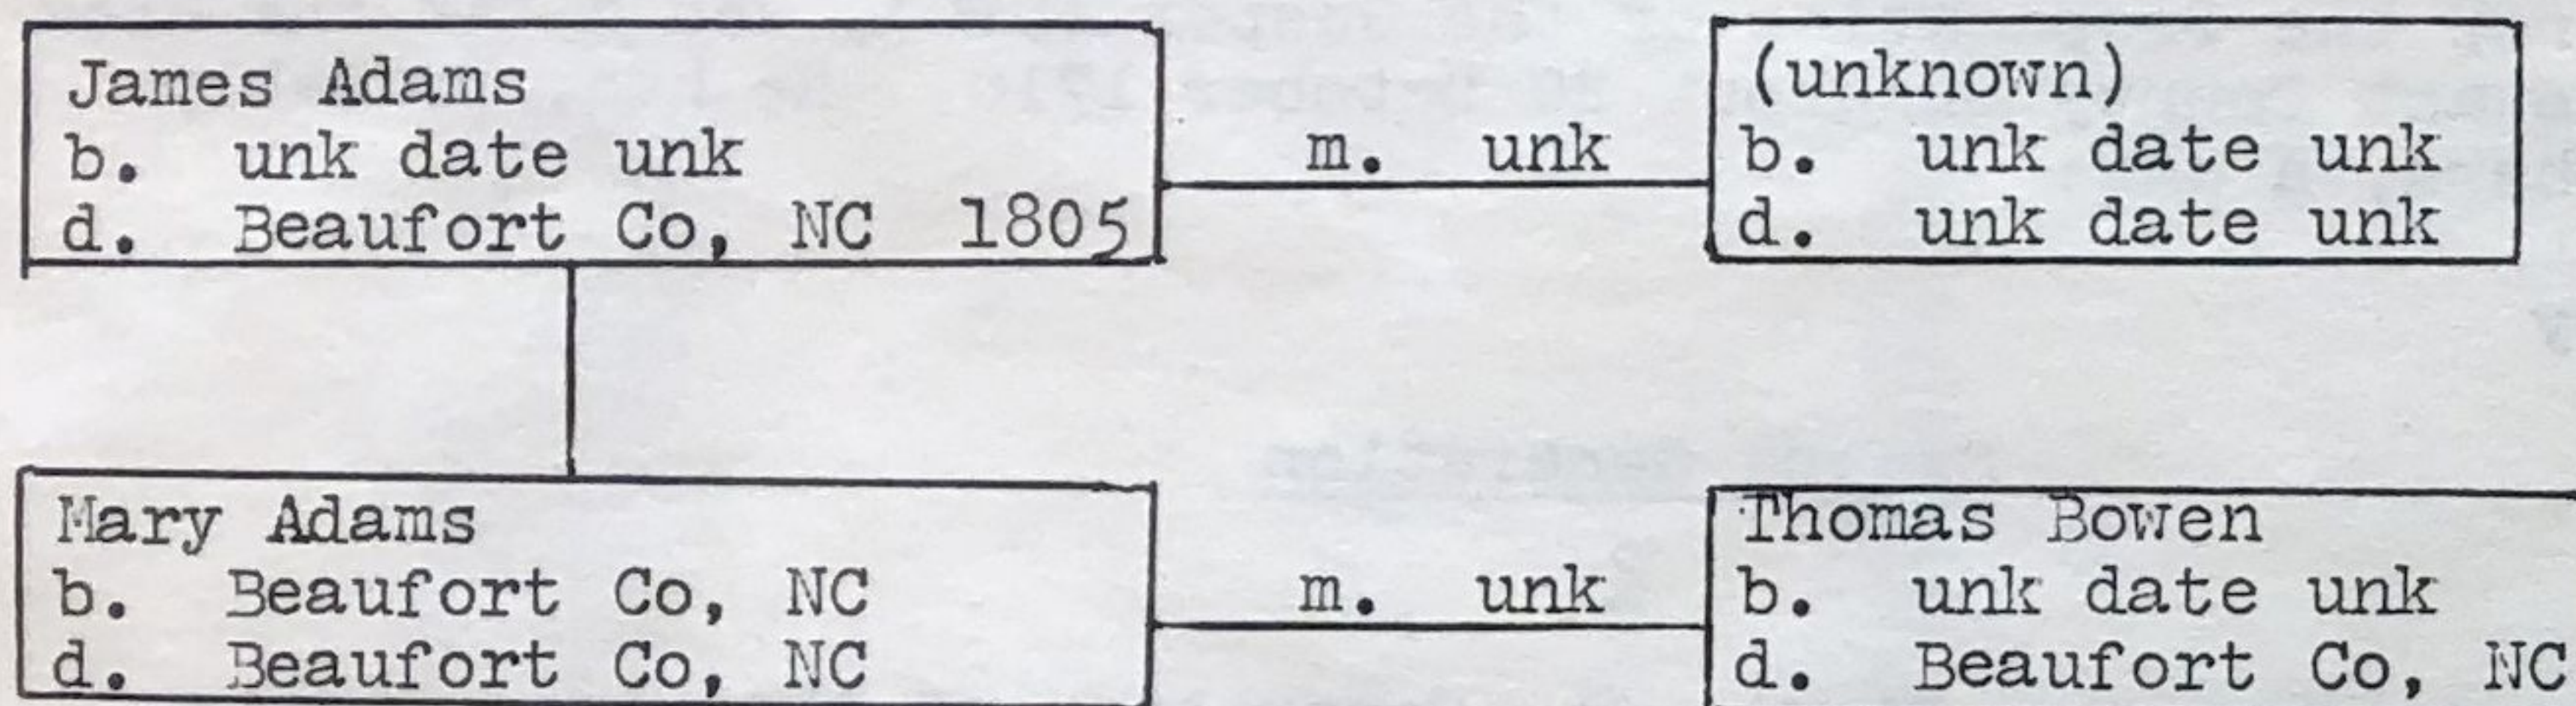 James Adams
b. unk date unk
d. Beaufort Co, NC 1805
m. unk
(unknown)
b. unk date unk
d. unk date unk
Mary Adams
b. Beaufort Co, NC
d. Beaufort Co, NC
m. unk
Thomas Bowen
b. unk date unk
d. Beaufort Co, NC